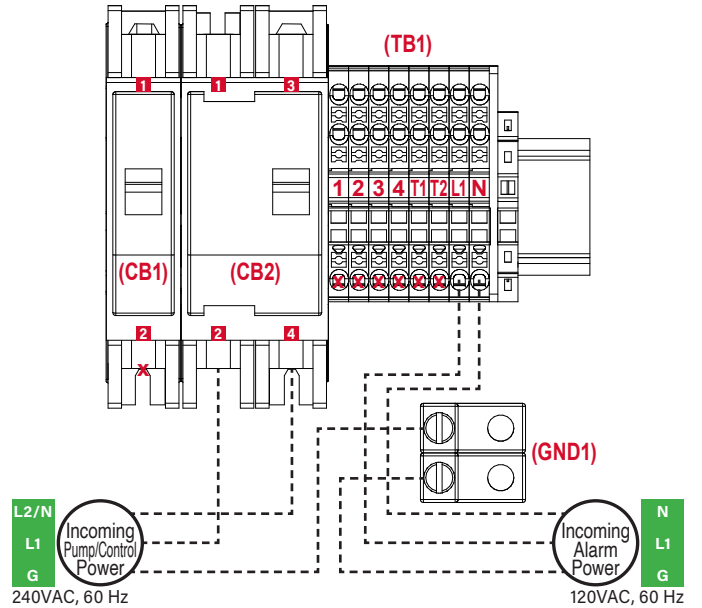 (TB1)
1 1 3
1 2 3 4 T1 T2 L1 N
(CB1) (CB2)
x x x x x x
2 2 4
x
(GND1)
L2/N
L1
G
Incoming
Pump/Control
Power
240VAC, 60 Hz
Incoming
Alarm
Power
N
L1
G
120VAC, 60 Hz